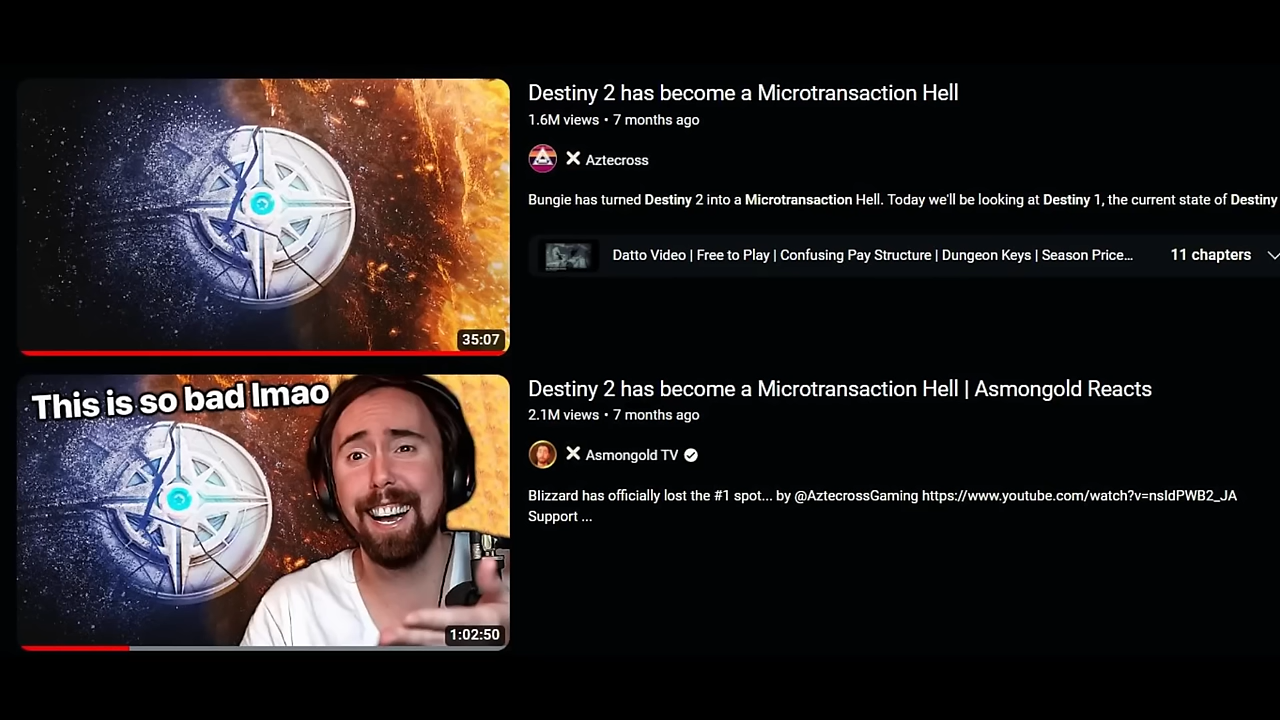 Destiny 2 has become a Microtransaction Hell
1.6M views • 7 months ago
Aztecross
Bungie has turned Destiny 2 into a Microtransaction Hell. Today we'll be looking at Destiny 1, the current state of Destiny
Datto Video | Free to Play | Confusing Pay Structure | Dungeon Keys | Season Price... 11 chapters
35:07
This is so bad lmao
Destiny 2 has become a Microtransaction Hell | Asmongold Reacts
2.1M views • 7 months ago
Asmongold TV
Blizzard has officially lost the #1 spot... by @AztecrossGaming https://www.youtube.com/watch?v=nsIdPWB2_JA
Support ...
1:02:50